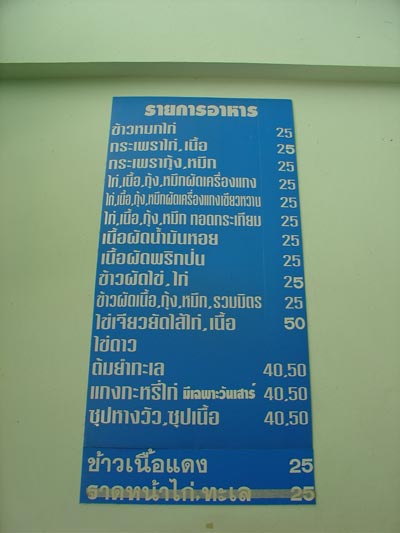 รายการอาหาร
ข้าวหมกไก่ 25
กระเพราไก่,เนื้อ 25
กระเพรากุ้ง,หมึก 25
ไก่,เนื้อ,กุ้ง,หมึกผัดเครื่องแกง 25
ไก่,เนื้อ,กุ้ง,หมึกผัดเครื่องแกงเขียวหวาน 25
ไก่,เนื้อ,กุ้ง,หมึก ทอดกระเทียม 25
เนื้อผัดน้ำมันหอย 25
เนื้อผัดพริกป่น 25
ข้าวผัดไข่,ไก่ 25
ข้าวผัดเนื้อ,กุ้ง,หมึก,รวมมิตร 25
ไข่เจียวยัดไส้ไก่,เนื้อ 50
ไข่ดาว
ต้มยำทะเล 40,50
แกงกะหรี่ไก่ มีเฉพาะวันเสาร์ 40,50
ซุปหางวัว,ซุปเนื้อ 40,50
ข้าวเนื้อแดง 25
ราดหน้าไก่,ทะเล 25